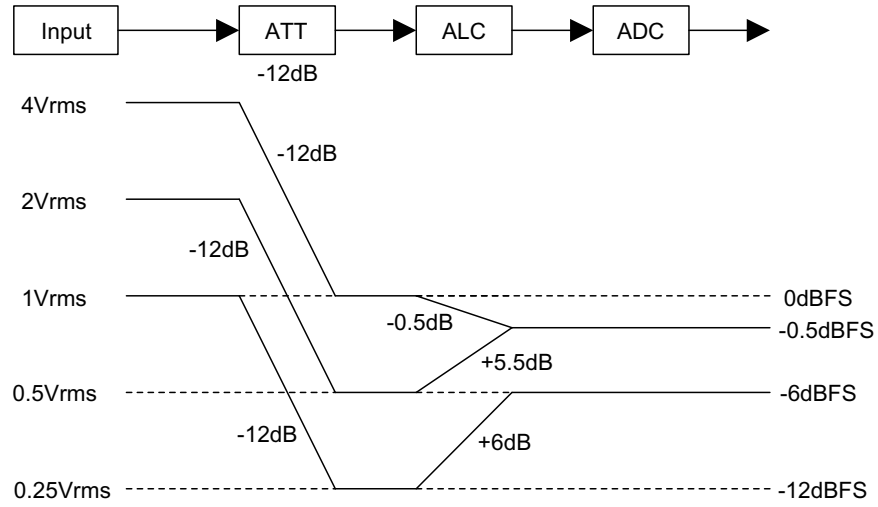 Input ATT ALC ADC
-12dB
4Vrms
-12dB
2Vrms
-12dB
1Vrms 0dBFS
-0.5dB -0.5dBFS
+5.5dB
0.5Vrms -6dBFS
-12dB +6dB
0.25Vrms -12dBFS